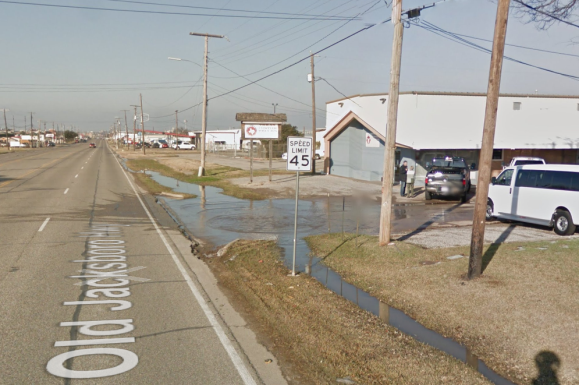 SPEED
LIMIT
45
Old Jacksboro Hwy